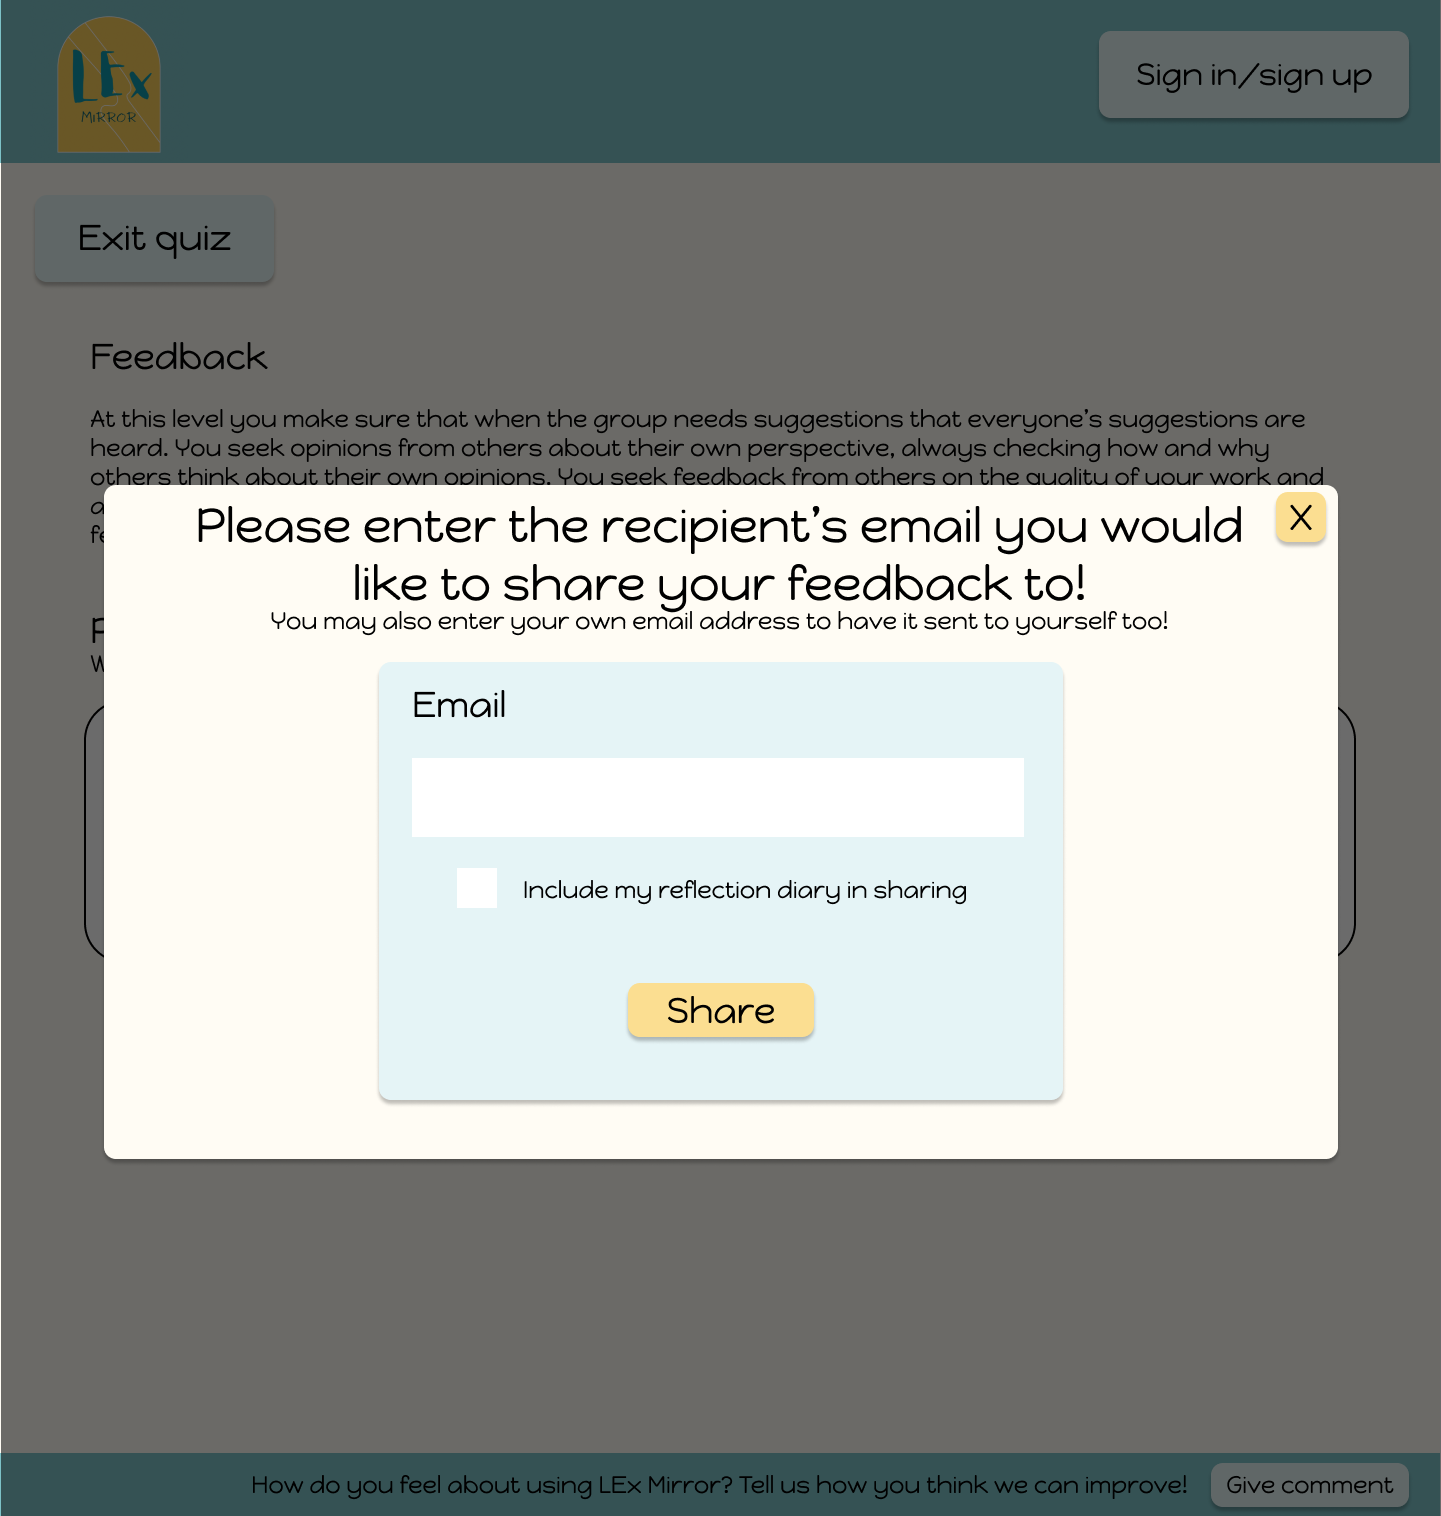 LEx
MIRROR
Sign in/sign up
Exit quiz
Feedback
At this level you make sure that when the group needs suggestions that everyone’s suggestions are
heard. You seek opinions from others about their own perspective, always checking how and why
others think about their own opinions. You seek feedback from others on the quality of your work and
Please enter the recipient’s email you would
like to share your feedback to!
X
You may also enter your own email address to have it sent to yourself too!
Email
Include my reflection diary in sharing
Share
How do you feel about using LEx Mirror? Tell us how you think we can improve!
Give comment